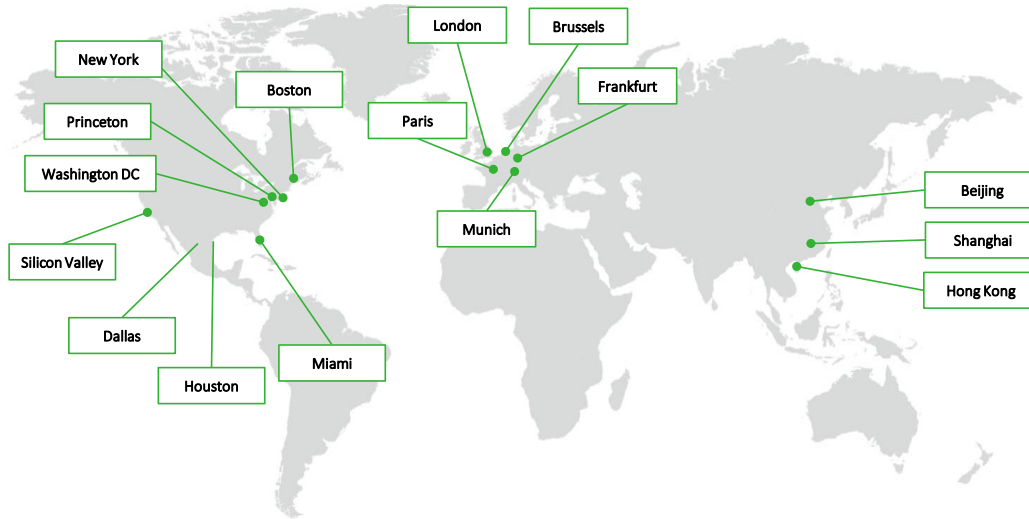 London
Brussels
New York
Boston
Frankfurt
Princeton
Paris
Washington DC
Beijing
Munich
Shanghai
Silicon Valley
Hong Kong
Dallas
Miami
Houston